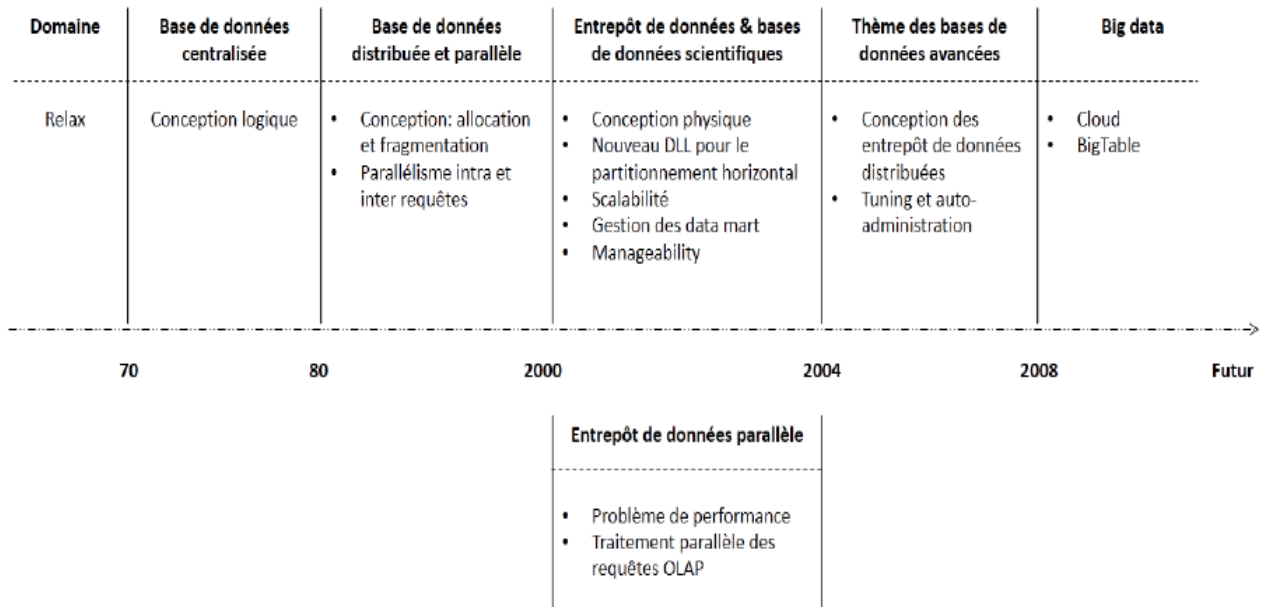 Domaine
Base de données
centralisée
Base de données
distribuée et parallèle
Entrepôt de données & bases
de données scientifiques
Thème des bases de
données avancées
Big data
Relax
Conception logique
• Conception: allocation
et fragmentation
• Parallélisme intra et
inter requêtes
• Conception physique
• Nouveau DLL pour le
partitionnement horizontal
• Scalabilité
• Gestion des data mart
• Manageability
• Conception des
entrepôt de données
distribuées
• Tuning et auto-
administration
• Cloud
• BigTable
70
80
2000
2004
2008
Futur
Entrepôt de données parallèle
• Problème de performance
• Traitement parallèle des
requêtes OLAP